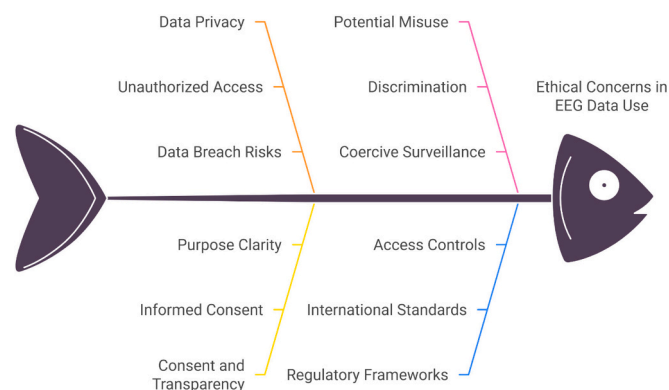 Data Privacy
Potential Misuse
Unauthorized Access
Discrimination
Ethical Concerns in
EEG Data Use
Data Breach Risks
Coercive Surveillance
Purpose Clarity
Access Controls
Informed Consent
International Standards
Consent and
Transparency
Regulatory Frameworks